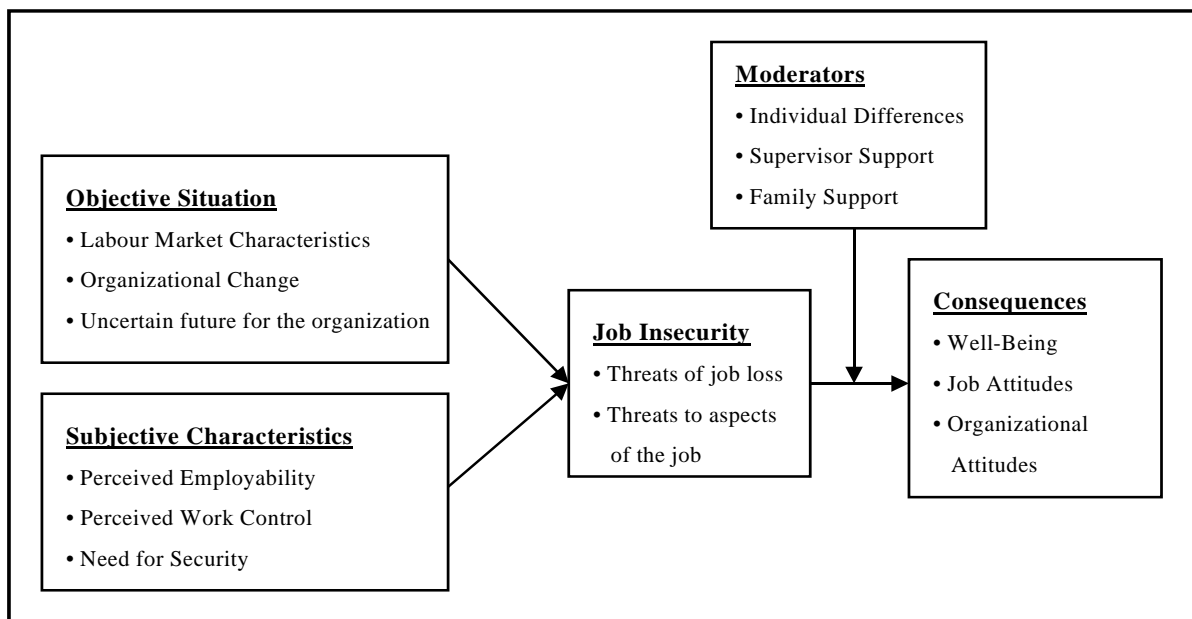 Moderators
• Individual Differences
• Supervisor Support
• Family Support
Objective Situation
• Labour Market Characteristics
• Organizational Change
• Uncertain future for the organization
Subjective Characteristics
• Perceived Employability
• Perceived Work Control
• Need for Security
Job Insecurity
• Threats of job loss
• Threats to aspects
of the job
Consequences
• Well-Being
• Job Attitudes
• Organizational
Attitudes